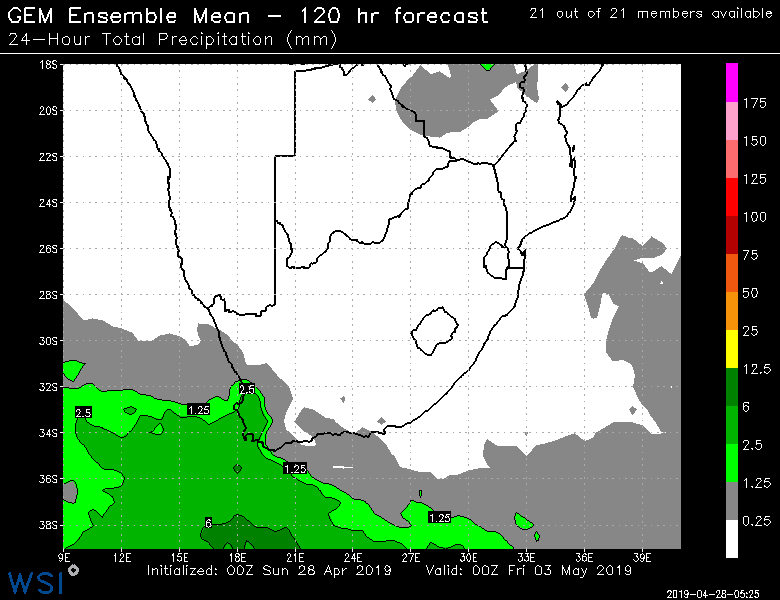 GEM Ensemble Mean – 120 hr forecast
21 out of 21 members available
24–Hour Total Precipitation (mm)
18S
20S
22S
24S
26S
28S
30S
32S
34S
36S
38S
175
150
125
100
75
50
25
12.5
6
2.5
1.25
0.25
2.5
2.5
1.25
1.25
1.25
6
9E 12E 15E 18E 21E 24E 27E 30E 33E 36E 39E
Initialized: 00Z Sun 28 Apr 2019 Valid: 00Z Fri 03 May 2019
WSI
2019-04-28-05:25